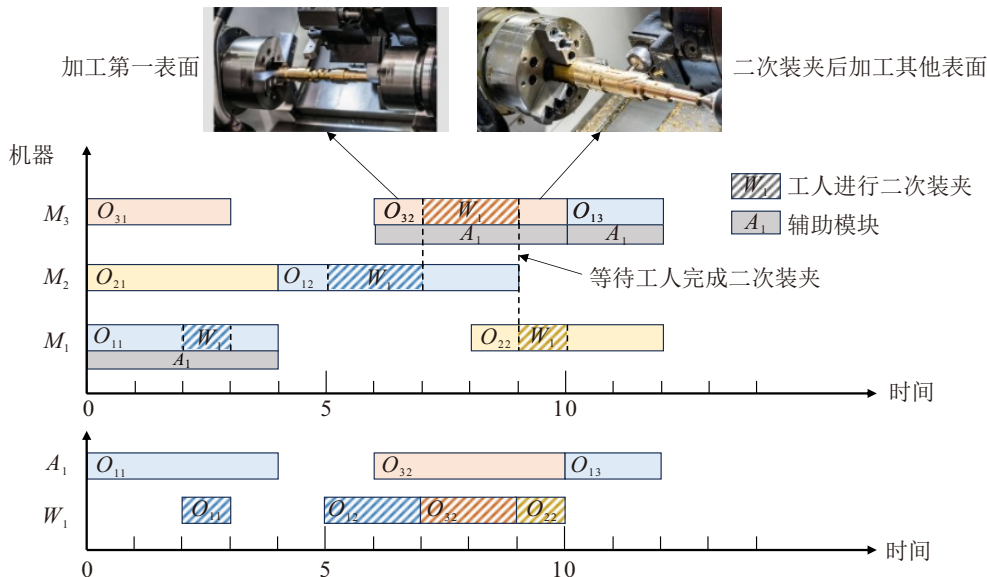 加工第一表面
二次装夹后加工其他表面
机器
W₁ 工人进行二次装夹
A₁ 辅助模块
M₃ O₃₁ O₃₂ W₁ O₁₃
A₁ A₁
等待工人完成二次装夹
M₂ O₂₁ O₁₂ W₁
M₁ O₁₁ W₁ O₂₂ W₁
A₁
0 5 10 时间
A₁ O₁₁ O₃₂ O₁₃
W₁ O₁₁ O₁₂ O₃₂ O₂₂
0 5 10 时间